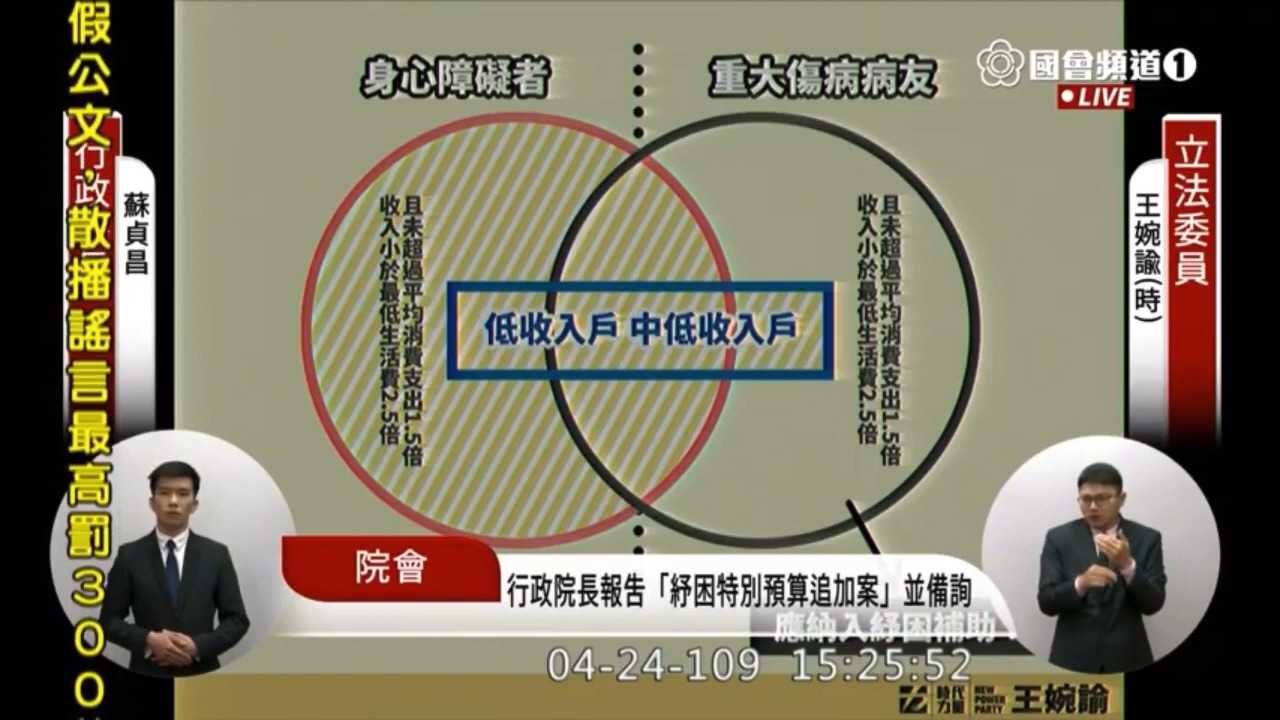 假公文,散播謠言最高罰300
行政
蘇貞昌
身心障礙者
重大傷病病友
國會頻道1
LIVE
立法委員
王婉諭(時)
且未超過平均消費支出1.5倍
收入小於最低生活費2.5倍
且未超過平均消費支出1.5倍
收入小於最低生活費2.5倍
低收入戶 中低收入戶
院會
行政院長報告「紓困特別預算追加案」並備詢
應納入紓困補助
04-24-109 15:25:52
時代力量
NEW POWER PARTY
王婉諭